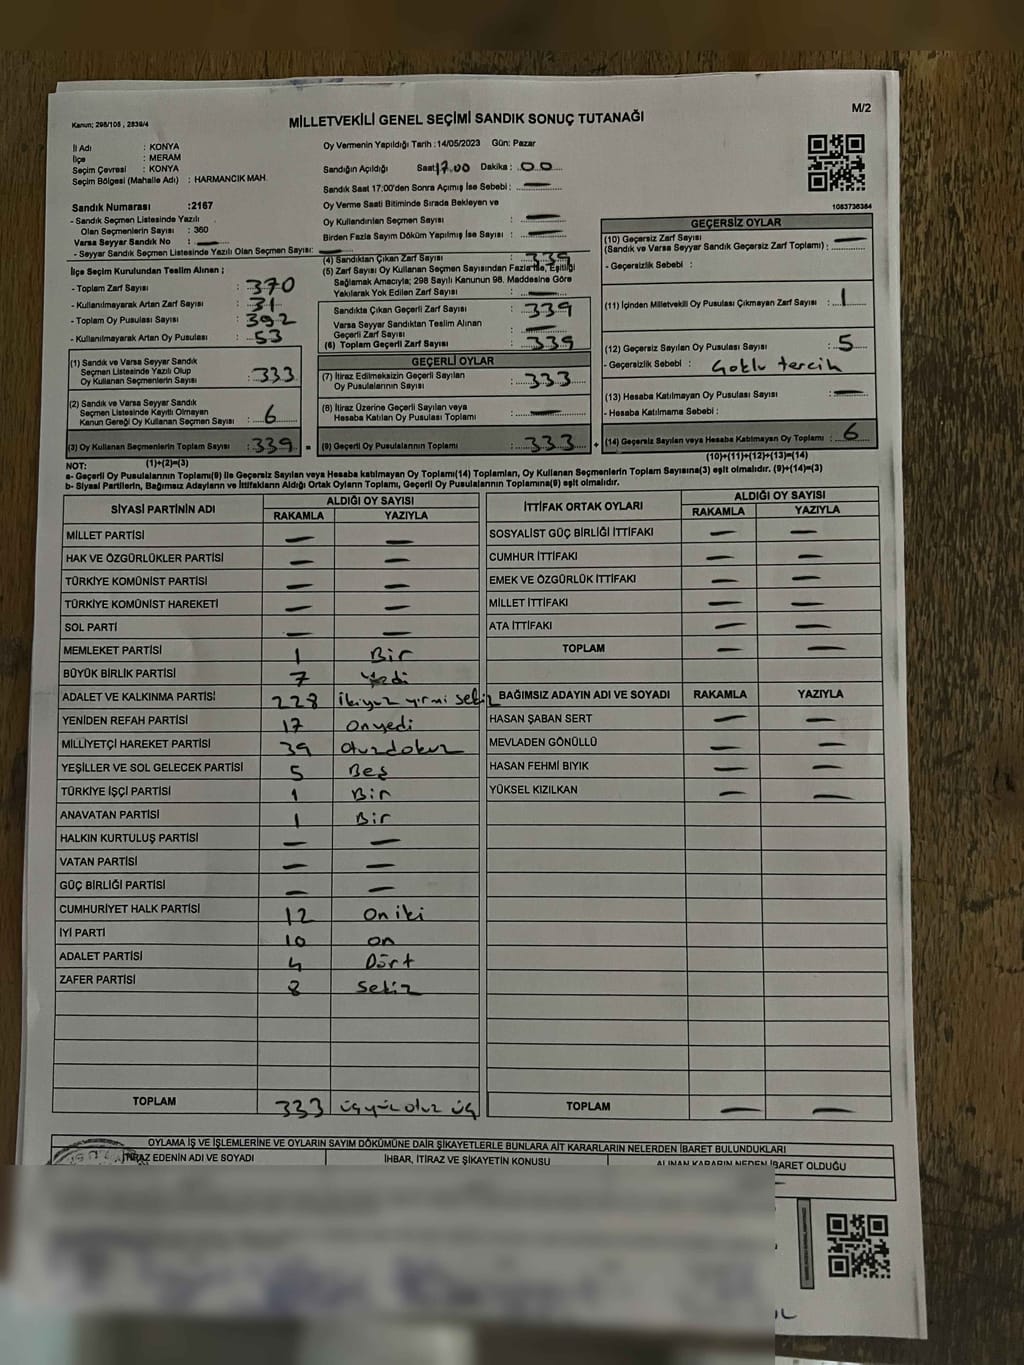 M/2
Kanun; 298/105 , 2839/4
MİLLETVEKİLİ GENEL SEÇİMİ SANDIK SONUÇ TUTANAĞI
İl Adı : KONYA
İlçe : MERAM
Seçim Çevresi : KONYA
Seçim Bölgesi (Mahalle Adı) : HARMANCIK MAH.
Oy Vermenin Yapıldığı Tarih :14/05/2023 Gün: Pazar
Sandığın Açıldığı Saat:17.00 Dakika: 00
Sandık Saat 17:00'den Sonra Açımış İse Sebebi : —
Sandık Numarası :2167
- Sandık Seçmen Listesinde Yazılı
Olan Seçmenlerin Sayısı : 360
Varsa Seyyar Sandık No : —
- Seyyar Sandık Seçmen Listesinde Yazılı Olan Seçmen Sayısı: —
Oy Verme Saati Bitiminde Sırada Bekleyen ve
Oy Kullandırılan Seçmen Sayısı : —
Birden Fazla Sayım Döküm Yapılmış İse Sayısı : —
1083736384
İlçe Seçim Kurulundan Teslim Alınan ;
- Toplam Zarf Sayısı : 370
- Kullanılmayarak Artan Zarf Sayısı : 31
- Toplam Oy Pusulası Sayısı : 392
- Kullanılmayarak Artan Oy Pusulası : 53
(1) Sandık ve Varsa Seyyar Sandık
Seçmen Listesinde Yazılı Olup
Oy Kullanan Seçmenlerin Sayısı : 333
(2) Sandık ve Varsa Seyyar Sandık
Seçmen Listesinde Kayıtlı Olmayan
Kanun Gereği Oy Kullanan Seçmen Sayısı : 6
(3) Oy Kullanan Seçmenlerin Toplam Sayısı : 339 =
(1)+(2)=(3)
(4) Sandıktan Çıkan Zarf Sayısı : 339
(5) Zarf Sayısı Oy Kullanan Seçmen Sayısından Fazla İse, Eşitliği
Sağlamak Amacıyla; 298 Sayılı Kanunun 98. Maddesine Göre
Yakılarak Yok Edilen Zarf Sayısı : —
Sandıkta Çıkan Geçerli Zarf Sayısı : 339
Varsa Seyyar Sandıktan Teslim Alınan
Geçerli Zarf Sayısı : —
(6) Toplam Geçerli Zarf Sayısı : 339
GEÇERLİ OYLAR
(7) İtiraz Edilmeksizin Geçerli Sayılan
Oy Pusulalarının Sayısı : 333
(8) İtiraz Üzerine Geçerli Sayılan veya
Hesaba Katılan Oy Pusulası Toplamı : —
(9) Geçerli Oy Pusulalarının Toplamı : 333 +
GEÇERSİZ OYLAR
(10) Geçersiz Zarf Sayısı
(Sandık ve Varsa Seyyar Sandık Geçersiz Zarf Toplamı) : —
- Geçersizlik Sebebi :
(11) İçinden Milletvekili Oy Pusulası Çıkmayan Zarf Sayısı : 1
(12) Geçersiz Sayılan Oy Pusulası Sayısı : 5
- Geçersizlik Sebebi : Çoklu tercih
(13) Hesaba Katılmayan Oy Pusulası Sayısı : —
- Hesaba Katılmama Sebebi :
(14) Geçersiz Sayılan veya Hesaba Katılmayan Oy Toplamı : 6
(10)+(11)+(12)+(13)=(14)
NOT:
a- Geçerli Oy Pusulalarının Toplamı(9) ile Geçersiz Sayılan veya Hesaba katılmayan Oy Toplamı(14) Toplamları, Oy Kullanan Seçmenlerin Toplam Sayısına(3) eşit olmalıdır. (9)+(14)=(3)
b- Siyasi Partilerin, Bağımsız Adayların ve İttifakların Aldığı Ortak Oyların Toplamı, Geçerli Oy Pusulalarının Toplamına(9) eşit olmalıdır.
SİYASİ PARTİNİN ADI ALDIĞI OY SAYISI
RAKAMLA YAZIYLA
MİLLET PARTİSİ — —
HAK VE ÖZGÜRLÜKLER PARTİSİ — —
TÜRKİYE KOMÜNİST PARTİSİ — —
TÜRKİYE KOMÜNİST HAREKETİ — —
SOL PARTİ — —
MEMLEKET PARTİSİ 1 Bir
BÜYÜK BİRLİK PARTİSİ 7 Yedi
ADALET VE KALKINMA PARTİSİ 228 ikiyüz yirmi sekiz
YENİDEN REFAH PARTİSİ 17 onyedi
MİLLİYETÇİ HAREKET PARTİSİ 39 otuzdokuz
YEŞİLLER VE SOL GELECEK PARTİSİ 5 Beş
TÜRKİYE İŞÇİ PARTİSİ 1 Bir
ANAVATAN PARTİSİ 1 Bir
HALKIN KURTULUŞ PARTİSİ — —
VATAN PARTİSİ — —
GÜÇ BİRLİĞİ PARTİSİ — —
CUMHURİYET HALK PARTİSİ 12 on iki
İYİ PARTİ 10 on
ADALET PARTİSİ 4 Dört
ZAFER PARTİSİ 8 sekiz
TOPLAM 333 üçyüz otuz üç
İTTİFAK ORTAK OYLARI ALDIĞI OY SAYISI
RAKAMLA YAZIYLA
SOSYALİST GÜÇ BİRLİĞİ İTTİFAKI — —
CUMHUR İTTİFAKI — —
EMEK VE ÖZGÜRLÜK İTTİFAKI — —
MİLLET İTTİFAKI — —
ATA İTTİFAKI — —
TOPLAM — —
BAĞIMSIZ ADAYIN ADI VE SOYADI RAKAMLA YAZIYLA
HASAN ŞABAN SERT — —
MEVLADEN GÖNÜLLÜ — —
HASAN FEHMİ BIYIK — —
YÜKSEL KIZILKAN — —
TOPLAM — —
OYLAMA İŞ VE İŞLEMLERİNE VE OYLARIN SAYIM DÖKÜMÜNE DAİR ŞİKAYETLERLE BUNLARA AİT KARARLARIN NELERDEN İBARET BULUNDUKLARI
İTİRAZ EDENİN ADI VE SOYADI İHBAR, İTİRAZ VE ŞİKAYETİN KONUSU ALINAN KARARIN NEDEN İBARET OLDUĞU